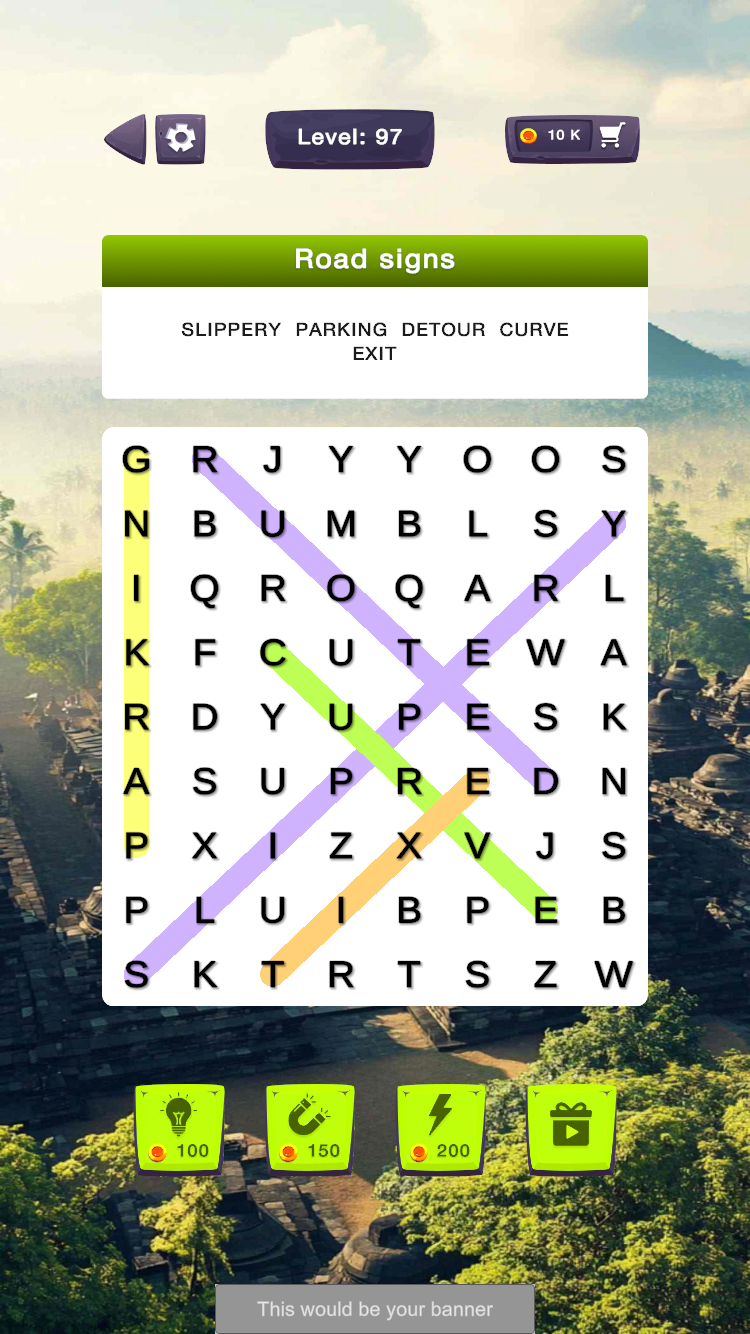 Level: 97
10 K
Road signs
SLIPPERY PARKING DETOUR CURVE
EXIT
G R J Y Y O O S
N B U M B L S Y
I Q R O Q A R L
K F C U T E W A
R D Y U P E S K
A S U P R E D N
P X I Z X V J S
P L U I B P E B
S K T R T S Z W
100 150 200
This would be your banner